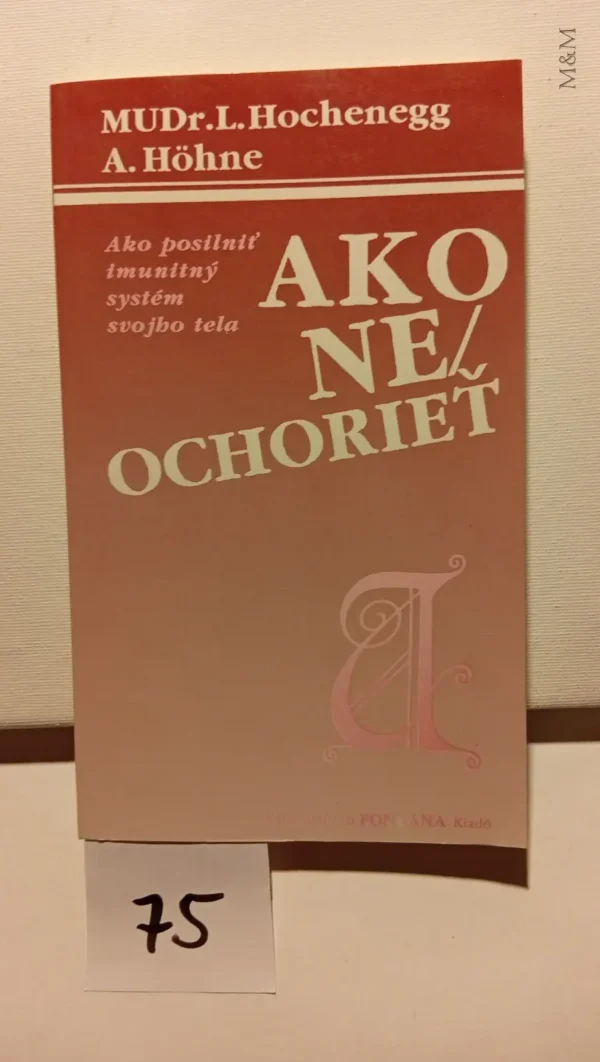 M&M
MUDr. L. Hochenegg
A. Höhne
Ako posilniť
imunitný
systém
svojho tela
AKO
NE/
OCHORIEŤ
A
FONTANA Kiadó
75